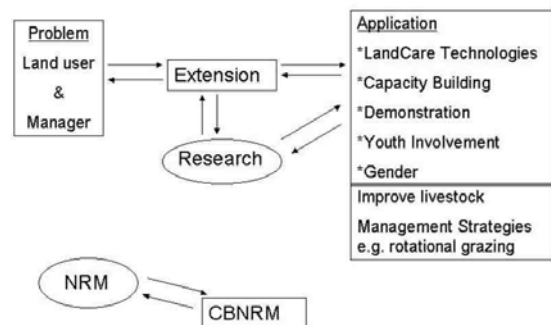 Problem
Land user
&
Manager
Extension
Research
Application
*LandCare Technologies
*Capacity Building
*Demonstration
*Youth Involvement
*Gender
Improve livestock
Management Strategies
e.g. rotational grazing
NRM
CBNRM